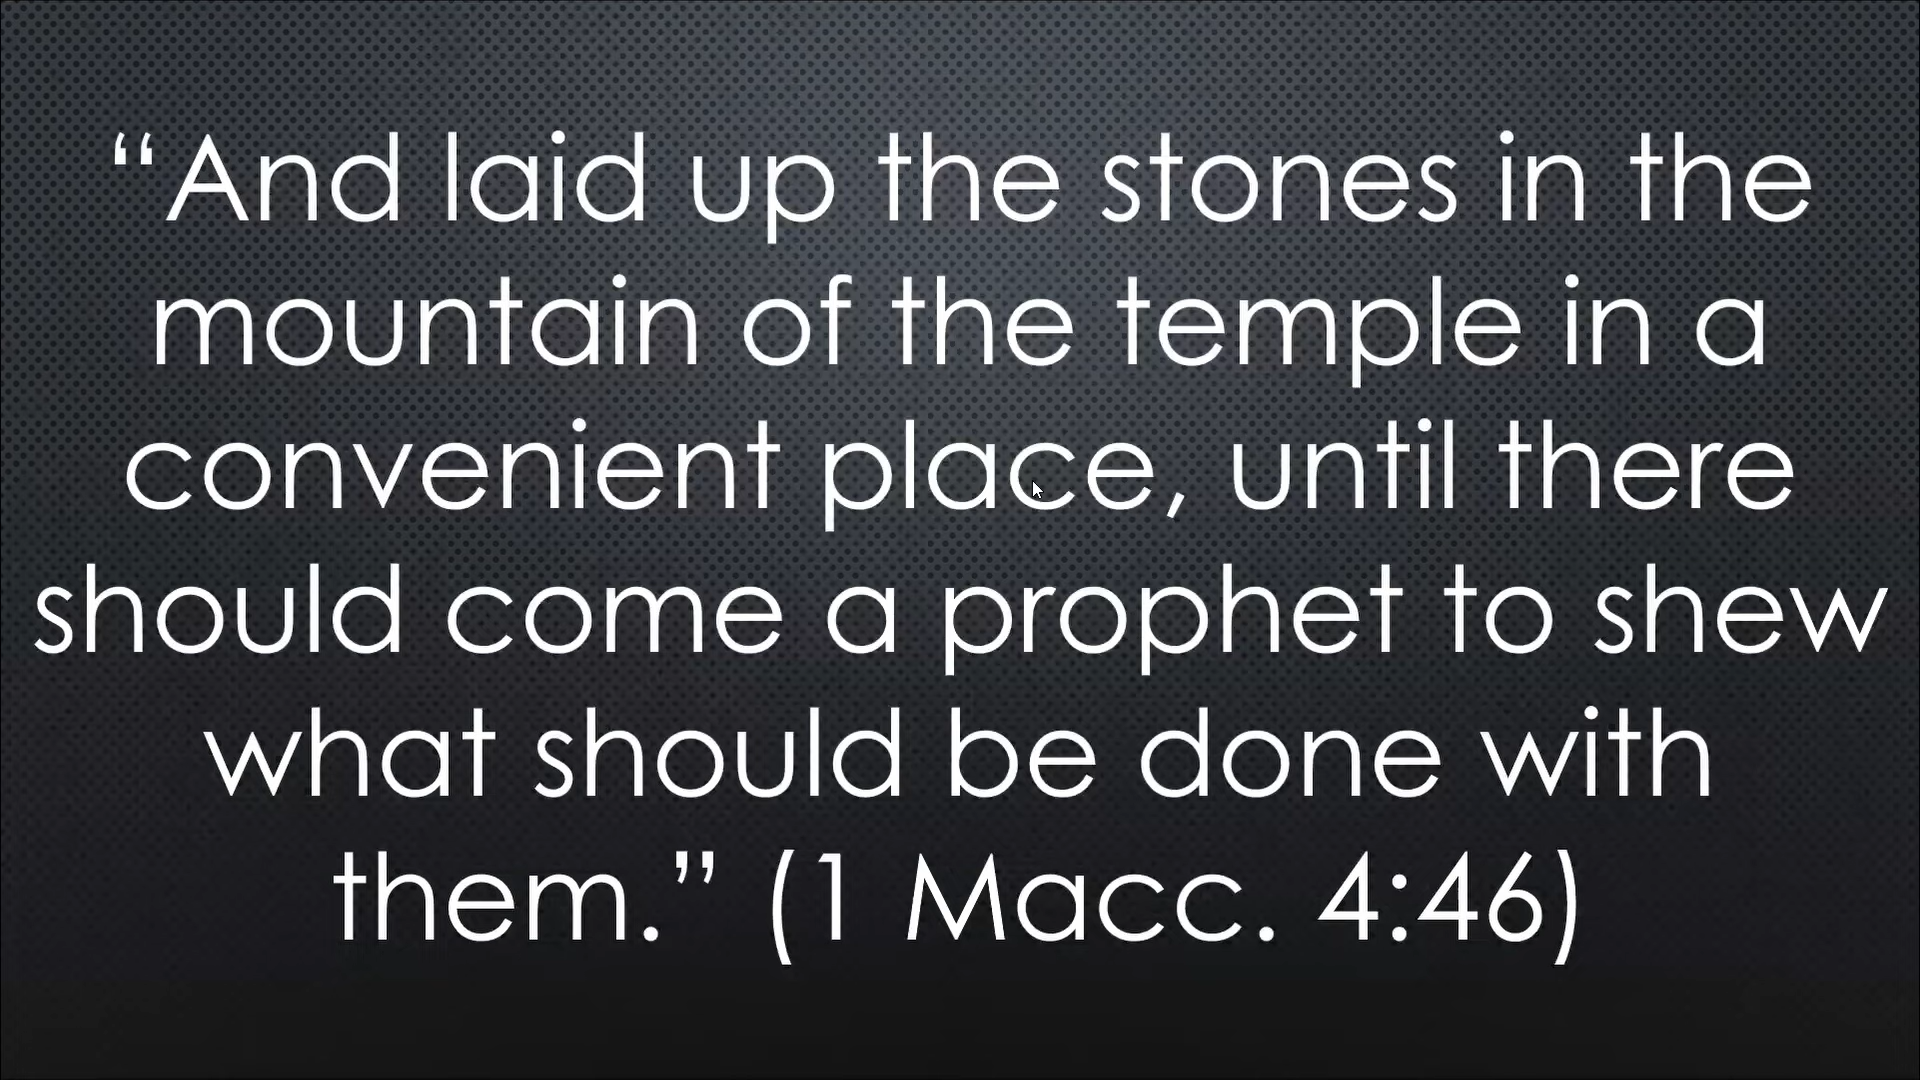 “And laid up the stones in the
mountain of the temple in a
convenient place, until there
should come a prophet to shew
what should be done with
them.” (1 Macc. 4:46)